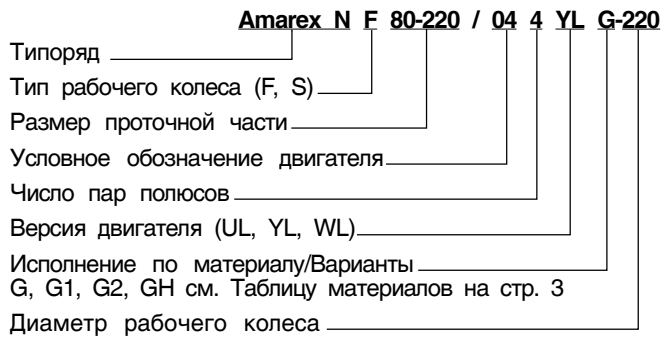 Amarex N F 80-220 / 04 4 YL G-220
Типоряд
Тип рабочего колеса (F, S)
Размер проточной части
Условное обозначение двигателя
Число пар полюсов
Версия двигателя (UL, YL, WL)
Исполнение по материалу/Варианты
G, G1, G2, GH см. Таблицу материалов на стр. 3
Диаметр рабочего колеса